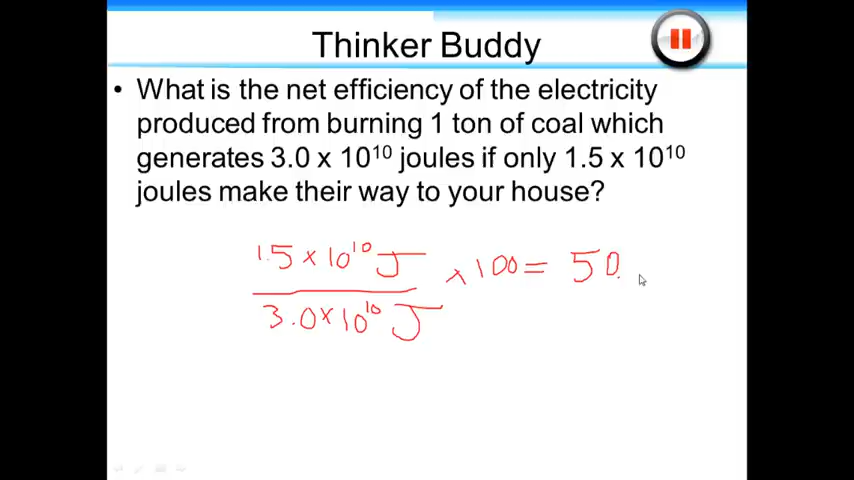 Thinker Buddy
• What is the net efficiency of the electricity
produced from burning 1 ton of coal which
generates 3.0 x 10¹⁰ joules if only 1.5 x 10¹⁰
joules make their way to your house?
1.5 x 10¹⁰ J
x 100 = 50.
3.0 x 10¹⁰ J